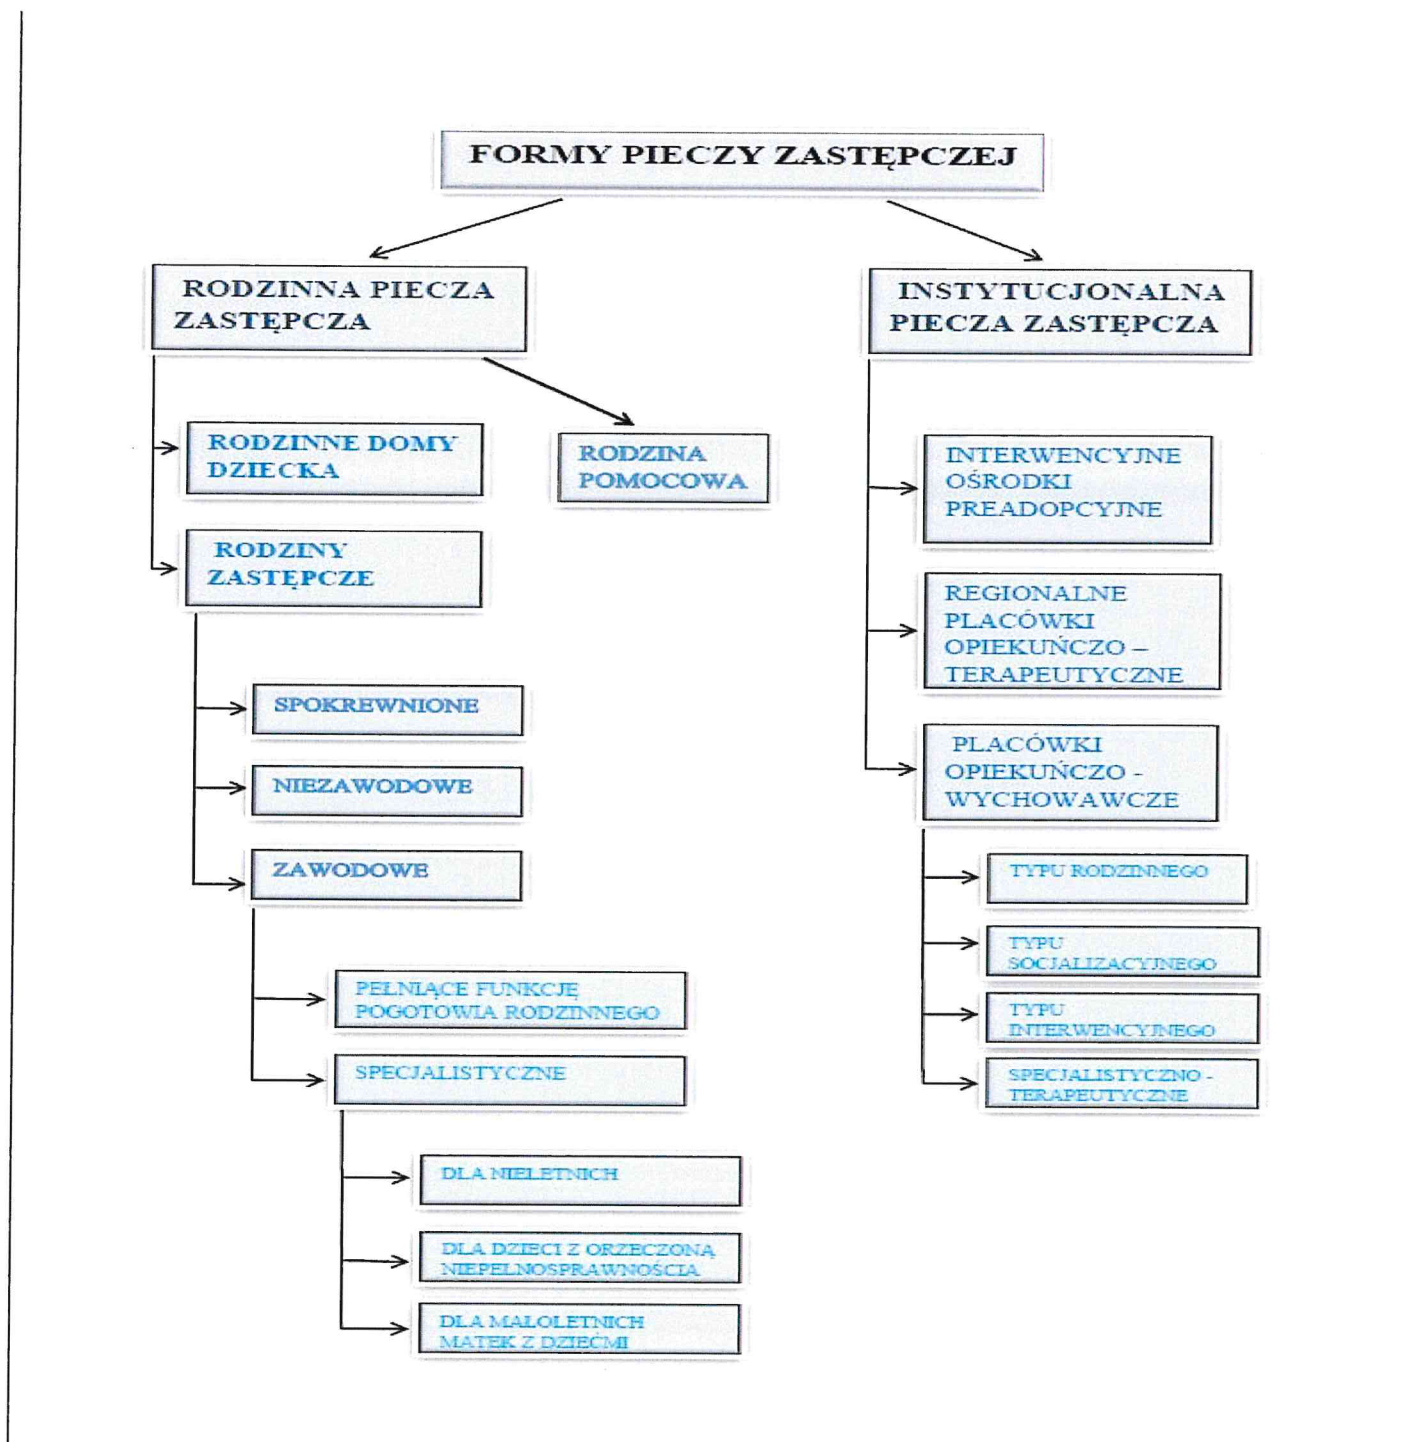 FORMY PIECZY ZASTĘPCZEJ
RODZINNA PIECZA
ZASTĘPCZA
RODZINNE DOMY
DZIECKA
RODZINA
POMOCOWA
RODZINY
ZASTĘPCZE
SPOKREWNIONE
NIEZAWODOWE
ZAWODOWE
PEŁNIĄCE FUNKCJĘ
POGOTOWIA RODZINNEGO
SPECJALISTYCZNE
DLA NIELETNICH
DLA DZIECI Z ORZECZONĄ
NIEPEŁNOSPRAWNOŚCIA
DLA MAŁOLETNICH
MATEK Z DZIEĆMI
INSTYTUCJONALNA
PIECZA ZASTĘPCZA
INTERWENCYJNE
OŚRODKI
PREADOPCYJNE
REGIONALNE
PLACÓWKI
OPIEKUŃCZO –
TERAPEUTYCZNE
PLACÓWKI
OPIEKUŃCZO -
WYCHOWAWCZE
TYPU RODZINNEGO
TYPU
SOCJALIZACYJNEGO
TYPU
INTERWENCYJNEGO
SPECJALISTYCZNO -
TERAPEUTYCZNE